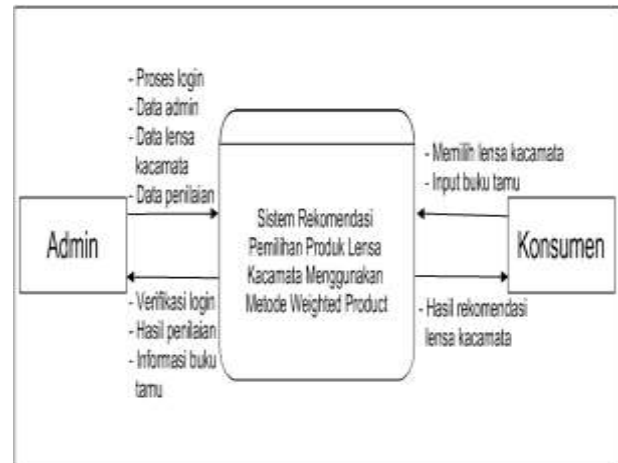 - Proses login
- Data admin
- Data lensa
kacamata
- Data penilaian
Admin
- Verifikasi login
- Hasil penilaian
- Informasi buku
tamu
Sistem Rekomendasi
Pemilihan Produk Lensa
Kacamata Menggunakan
Metode Weighted Product
- Memilih lensa kacamata
- Input buku tamu
Konsumen
- Hasil rekomendasi
lensa kacamata